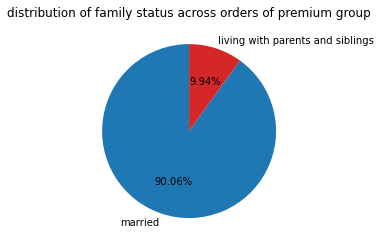 distribution of family status across orders of premium group
living with parents and siblings
9.94%
90.06%
married